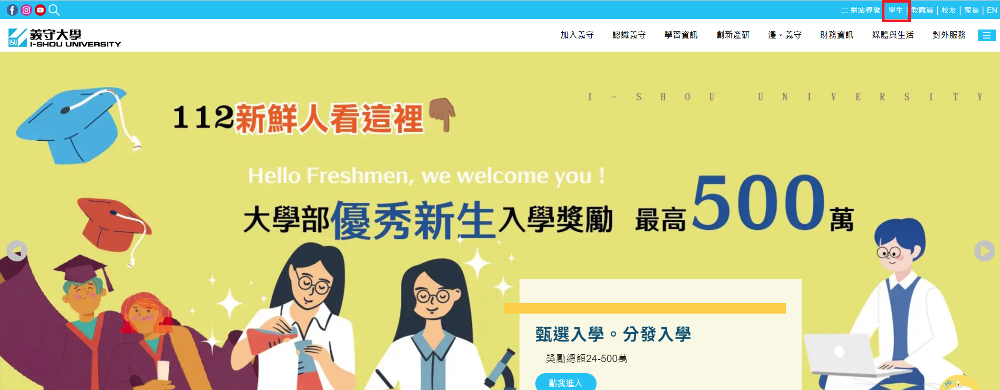 ::: 網站導覽 | 學生 | 教職員 | 校友 | 家長 | EN
ISU 義守大學
I-SHOU UNIVERSITY
加入義守 認識義守 學習資訊 創新產研 漫。義守 財務資訊 媒體與生活 對外服務
I-SHOU UNIVERSITY
112新鮮人看這裡
Hello Freshmen, we welcome you !
大學部優秀新生入學獎勵 最高500萬
甄選入學。分發入學
獎勵總額24-500萬
點我進入
Hi